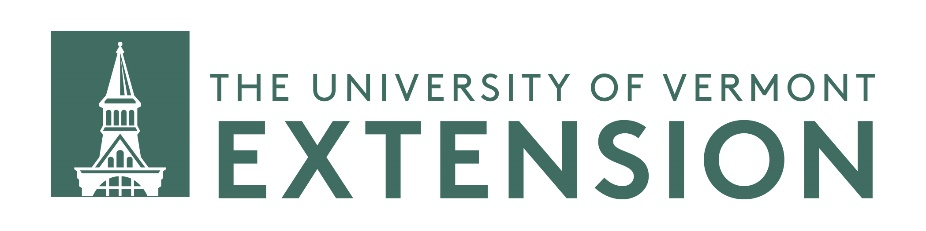 THE UNIVERSITY OF VERMONT
EXTENSION